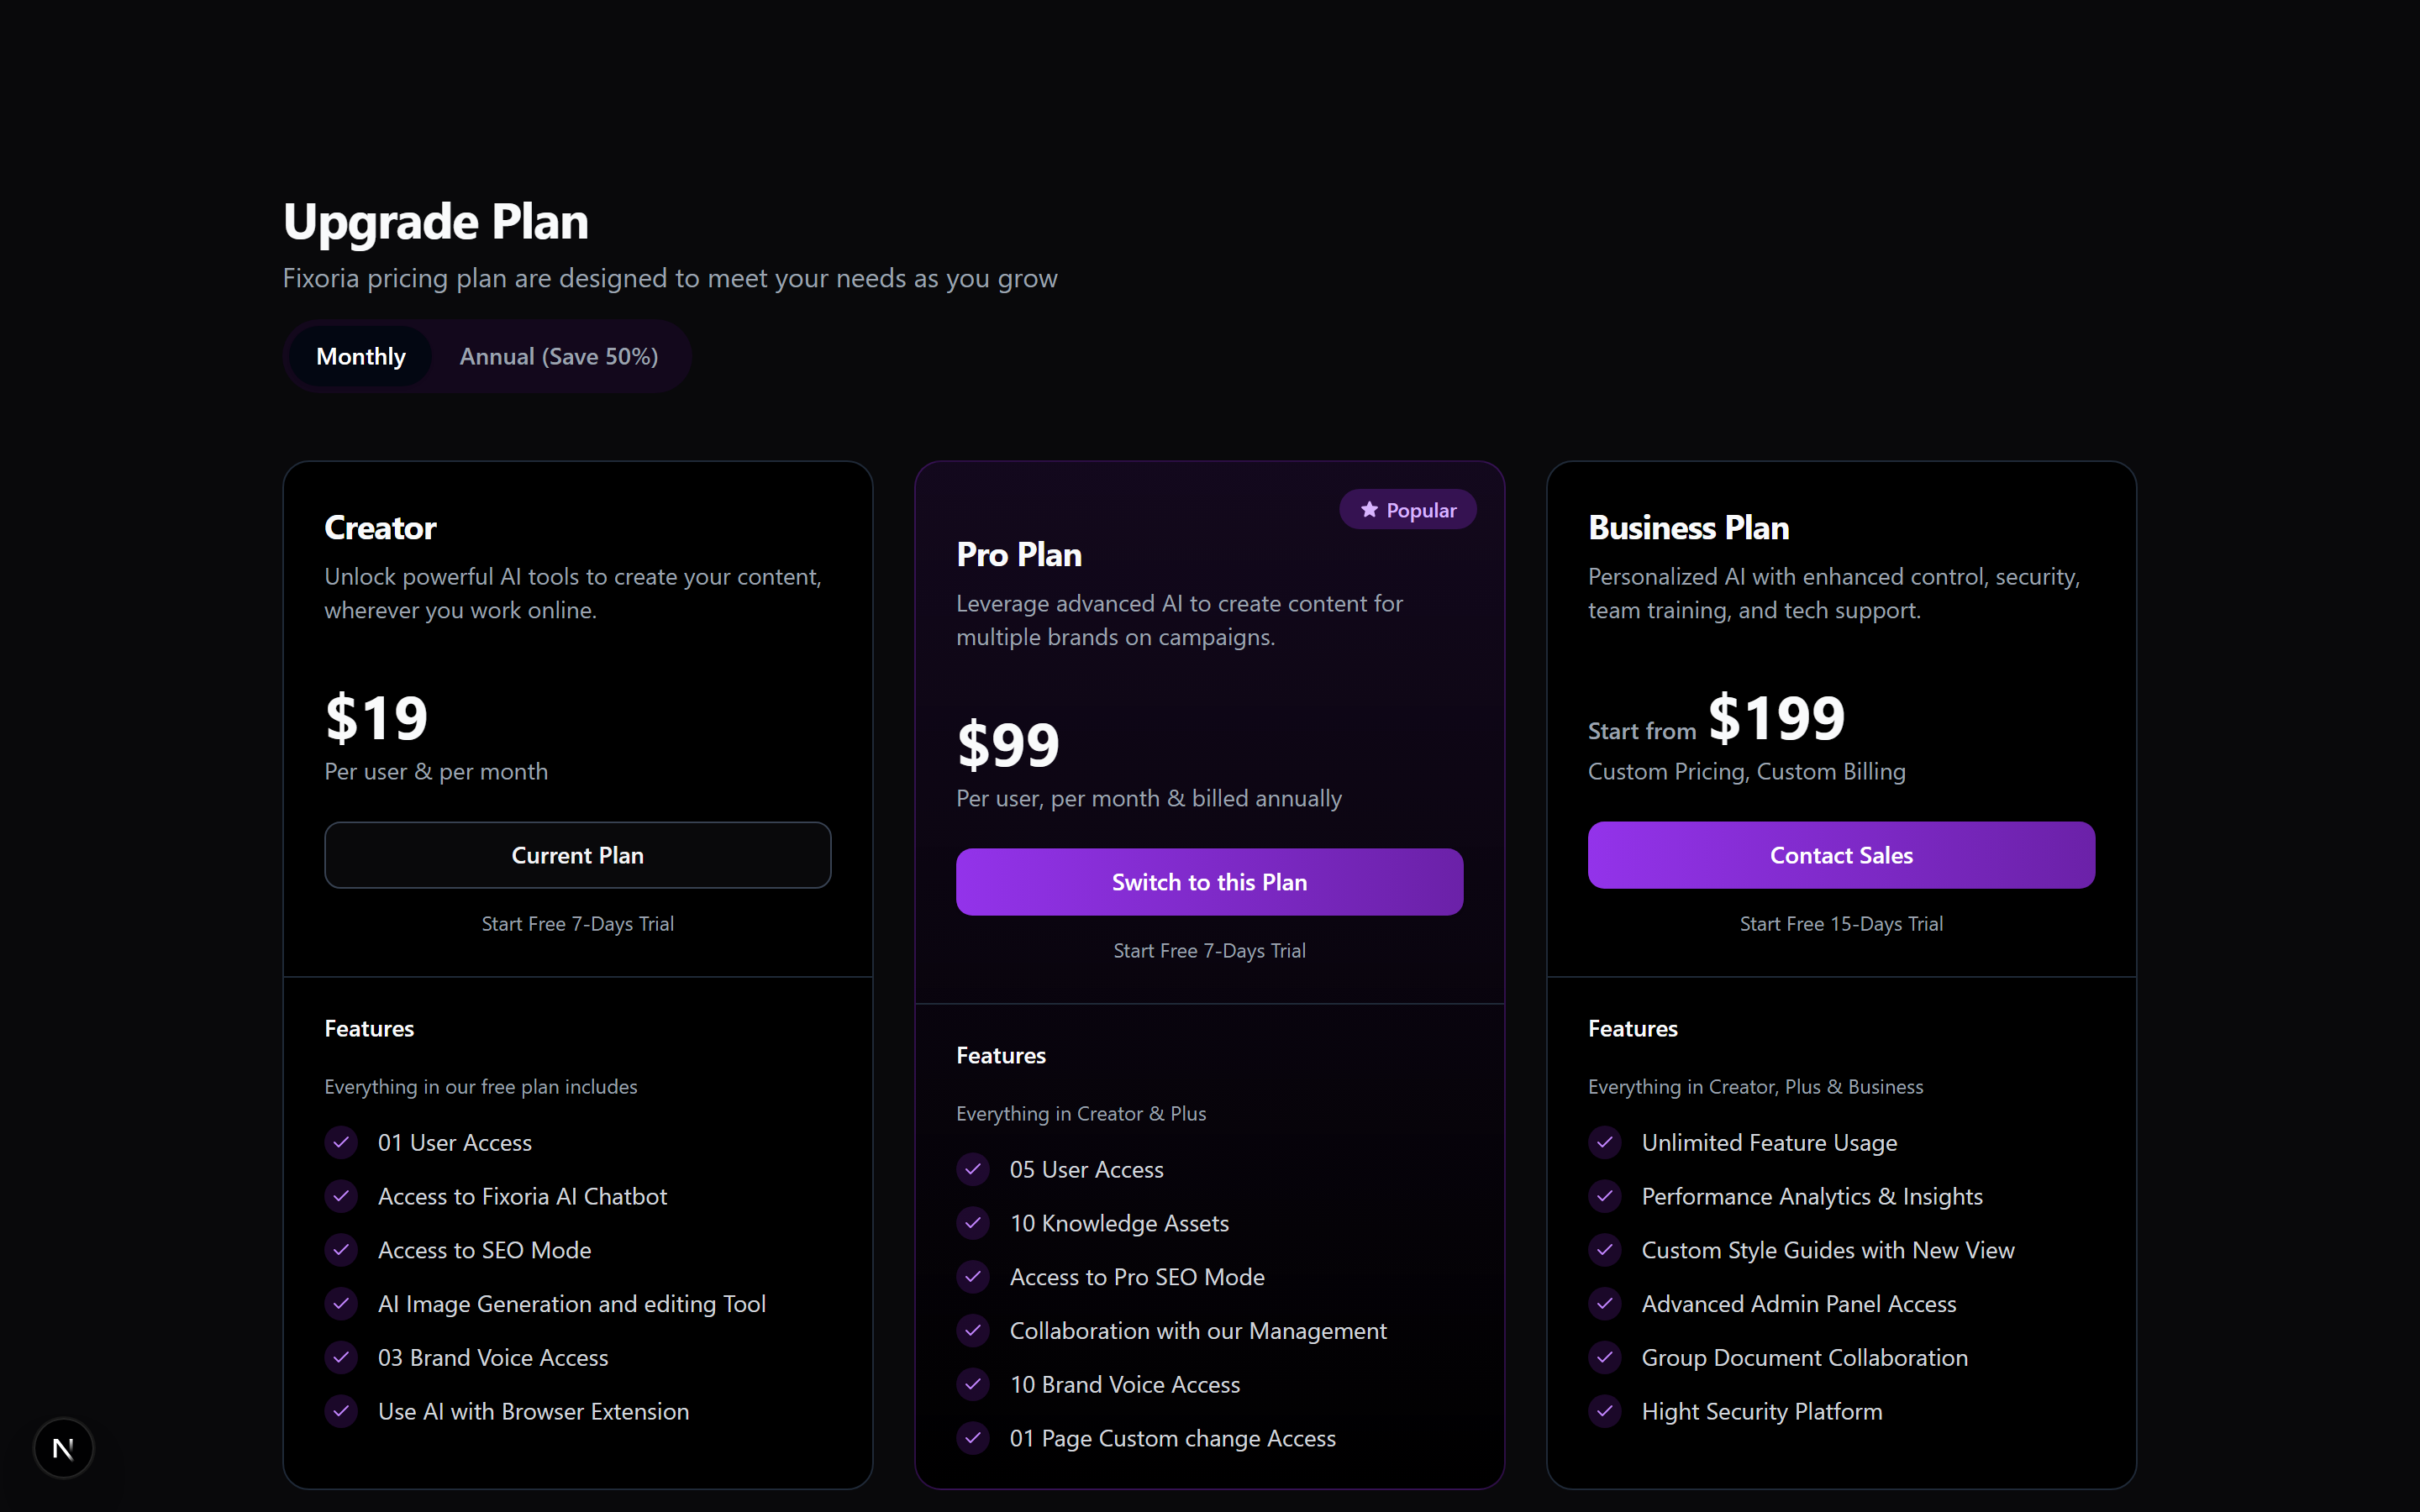 Upgrade Plan
Fixoria pricing plan are designed to meet your needs as you grow
Monthly
Annual (Save 50%)
Creator
Unlock powerful AI tools to create your content,
wherever you work online.
$19
Per user & per month
Current Plan
Start Free 7-Days Trial
Features
Everything in our free plan includes
01 User Access
Access to Fixoria AI Chatbot
Access to SEO Mode
AI Image Generation and editing Tool
03 Brand Voice Access
Use AI with Browser Extension
Popular
Pro Plan
Leverage advanced AI to create content for
multiple brands on campaigns.
$99
Per user, per month & billed annually
Switch to this Plan
Start Free 7-Days Trial
Features
Everything in Creator & Plus
05 User Access
10 Knowledge Assets
Access to Pro SEO Mode
Collaboration with our Management
10 Brand Voice Access
01 Page Custom change Access
Business Plan
Personalized AI with enhanced control, security,
team training, and tech support.
Start from $199
Custom Pricing, Custom Billing
Contact Sales
Start Free 15-Days Trial
Features
Everything in Creator, Plus & Business
Unlimited Feature Usage
Performance Analytics & Insights
Custom Style Guides with New View
Advanced Admin Panel Access
Group Document Collaboration
Hight Security Platform
N